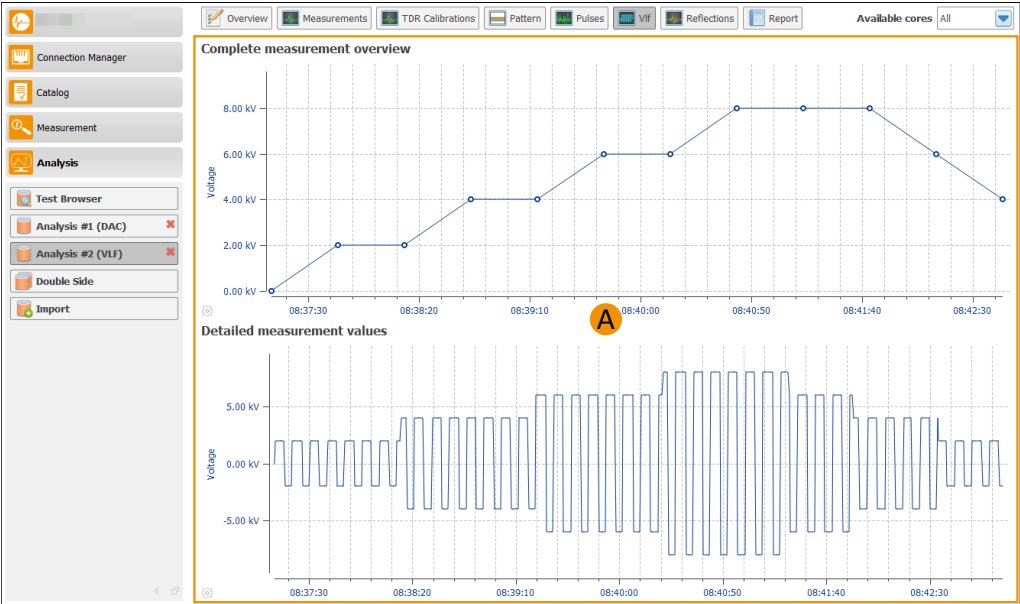 Overview
Measurements
TDR Calibrations
Pattern
Pulses
Vlf
Reflections
Report
Available cores
All
Connection Manager
Catalog
Measurement
Analysis
Test Browser
Analysis #1 (DAC)
Analysis #2 (VLF)
Double Side
Import
Complete measurement overview
Voltage
8.00 kV
6.00 kV
4.00 kV
2.00 kV
0.00 kV
08:37:30 08:38:20 08:39:10 08:40:00 08:40:50 08:41:40 08:42:30
A
Detailed measurement values
Voltage
5.00 kV
0.00 kV
-5.00 kV
08:37:30 08:38:20 08:39:10 08:40:00 08:40:50 08:41:40 08:42:30